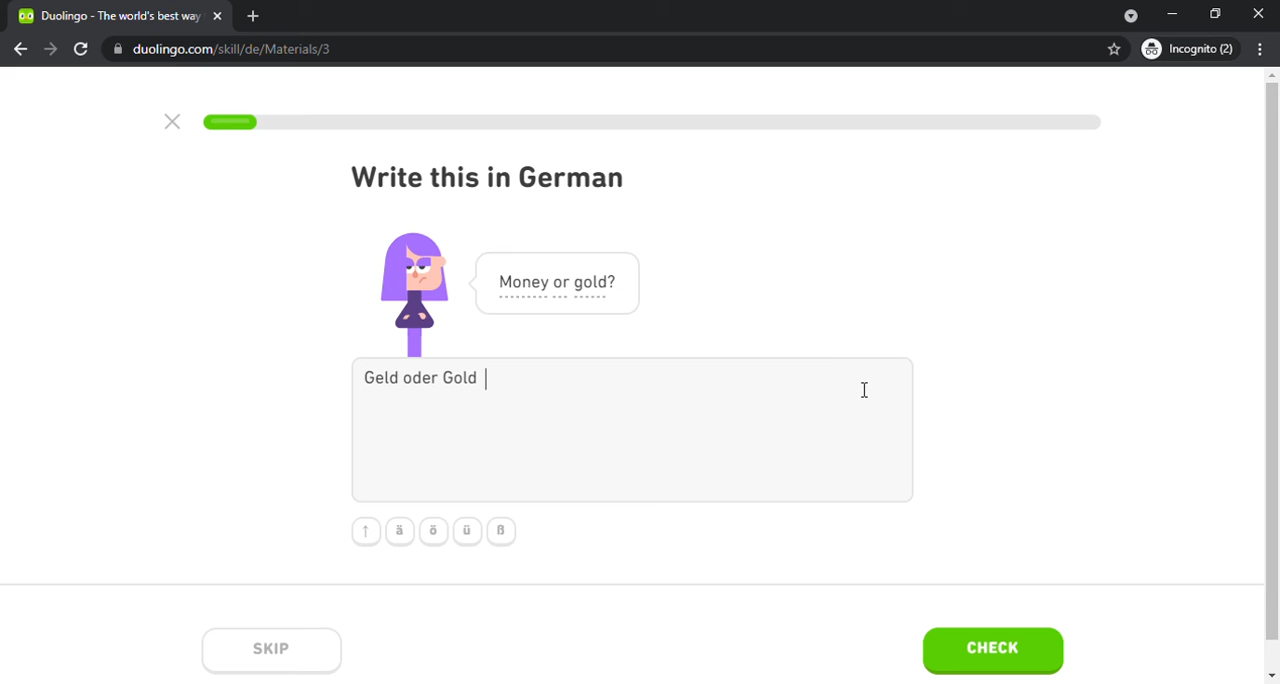 Duolingo - The world's best way
duolingo.com/skill/de/Materials/3
Incognito (2)
Write this in German
Money or gold?
Geld oder Gold
↑ ä ö ü ß
SKIP
CHECK